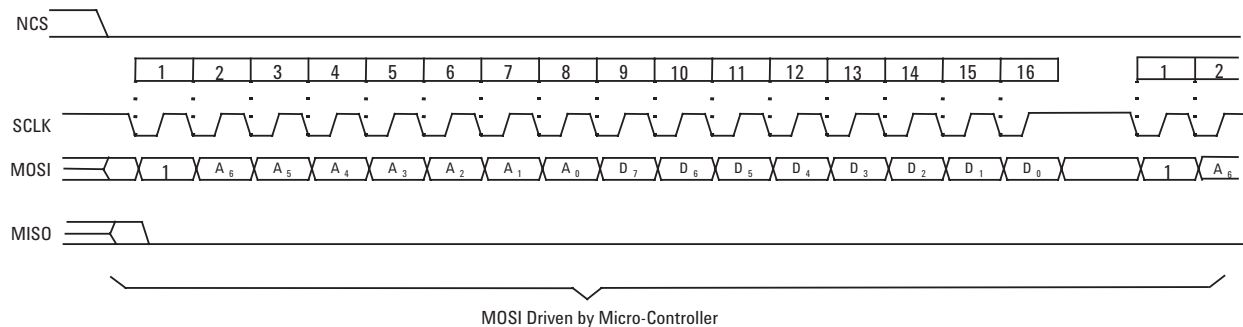 NCS
1 2 3 4 5 6 7 8 9 10 11 12 13 14 15 16 1 2
SCLK
MOSI 1 A6 A5 A4 A3 A2 A1 A0 D7 D6 D5 D4 D3 D2 D1 D0 1 A6
MISO
MOSI Driven by Micro-Controller